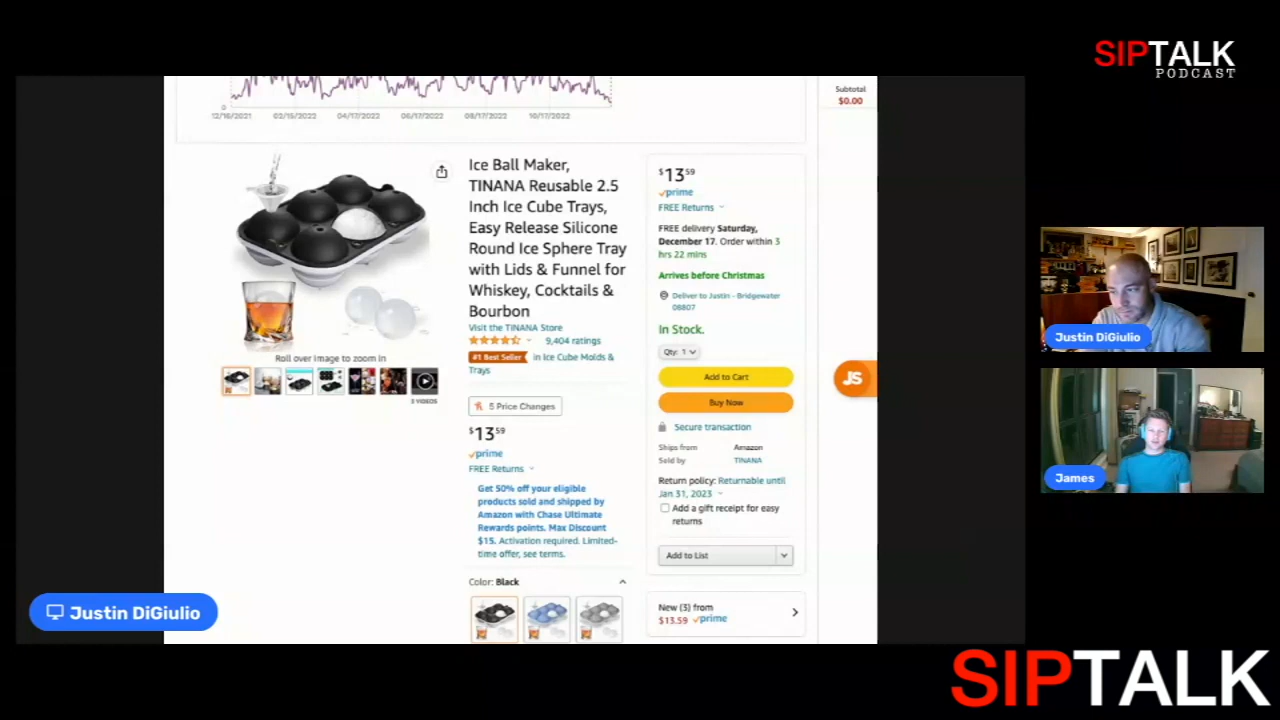 SIPTALK
PODCAST
Subtotal
$0.00
0
12/16/2021 02/15/2022 04/17/2022 06/17/2022 08/17/2022 10/17/2022
Ice Ball Maker,
TINANA Reusable 2.5
Inch Ice Cube Trays,
Easy Release Silicone
Round Ice Sphere Tray
with Lids & Funnel for
Whiskey, Cocktails &
Bourbon
Visit the TINANA Store
9,404 ratings
#1 Best Seller in Ice Cube Molds &
Trays
Roll over image to zoom in
3 VIDEOS
5 Price Changes
$13 59
prime
FREE Returns
Get 50% off your eligible
products sold and shipped by
Amazon with Chase Ultimate
Rewards points. Max Discount
$15. Activation required. Limited-
time offer, see terms.
Color: Black
$13 59
prime
FREE Returns
FREE delivery Saturday,
December 17. Order within 3
hrs 22 mins
Arrives before Christmas
Deliver to Justin - Bridgewater
08807
In Stock.
Qty: 1
Add to Cart
Buy Now
Secure transaction
Ships from Amazon
Sold by TINANA
Return policy: Returnable until
Jan 31, 2023
Add a gift receipt for easy
returns
Add to List
New (3) from
$13.59 prime
JS
Justin DiGiulio
James
Justin DiGiulio
SIPTALK